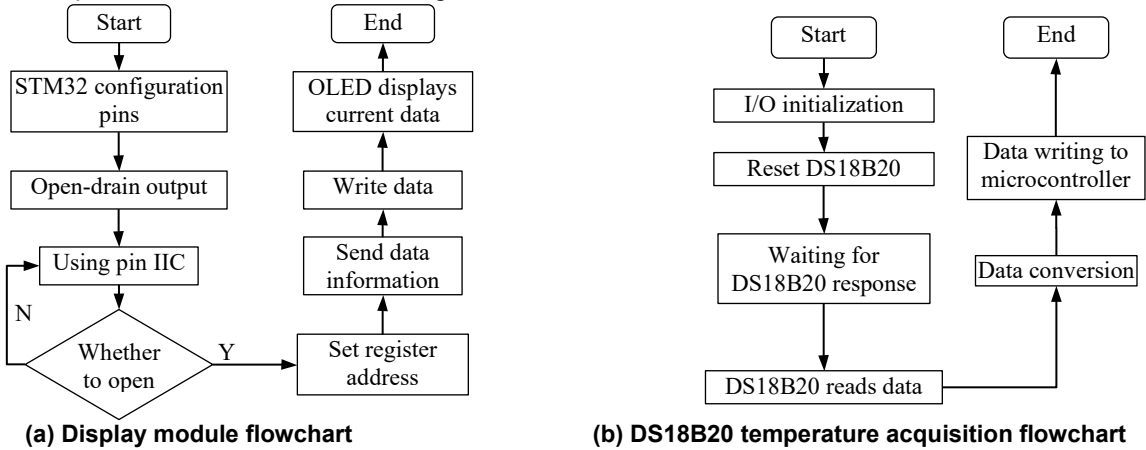 Start
STM32 configuration
pins
Open-drain output
Using pin IIC
N
Whether
to open
Y
Set register
address
Send data
information
Write data
OLED displays
current data
End
(a) Display module flowchart
Start
I/O initialization
Reset DS18B20
Waiting for
DS18B20 response
DS18B20 reads data
Data conversion
Data writing to
microcontroller
End
(b) DS18B20 temperature acquisition flowchart